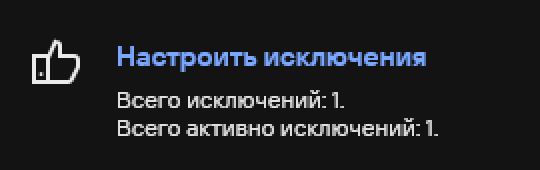 Настроить исключения
Всего исключений: 1.
Всего активно исключений: 1.